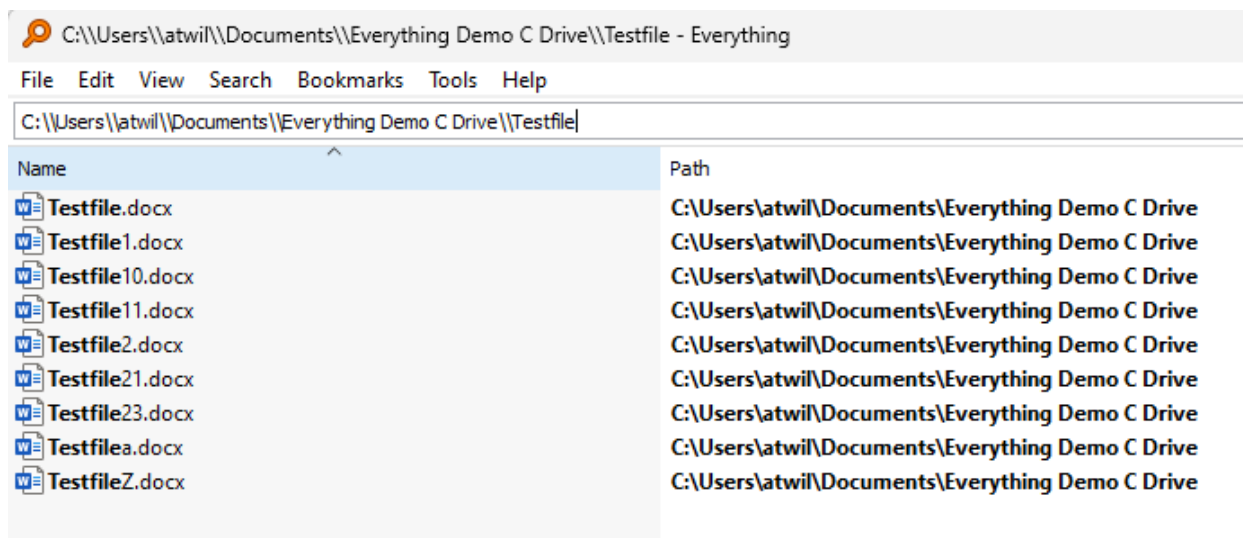 C:\\Users\\atwil\\Documents\\Everything Demo C Drive\\Testfile - Everything
File Edit View Search Bookmarks Tools Help
C:\\Users\\atwil\\Documents\\Everything Demo C Drive\\Testfile
Name Path
Testfile.docx C:\Users\atwil\Documents\Everything Demo C Drive
Testfile1.docx C:\Users\atwil\Documents\Everything Demo C Drive
Testfile10.docx C:\Users\atwil\Documents\Everything Demo C Drive
Testfile11.docx C:\Users\atwil\Documents\Everything Demo C Drive
Testfile2.docx C:\Users\atwil\Documents\Everything Demo C Drive
Testfile21.docx C:\Users\atwil\Documents\Everything Demo C Drive
Testfile23.docx C:\Users\atwil\Documents\Everything Demo C Drive
Testfilea.docx C:\Users\atwil\Documents\Everything Demo C Drive
TestfileZ.docx C:\Users\atwil\Documents\Everything Demo C Drive